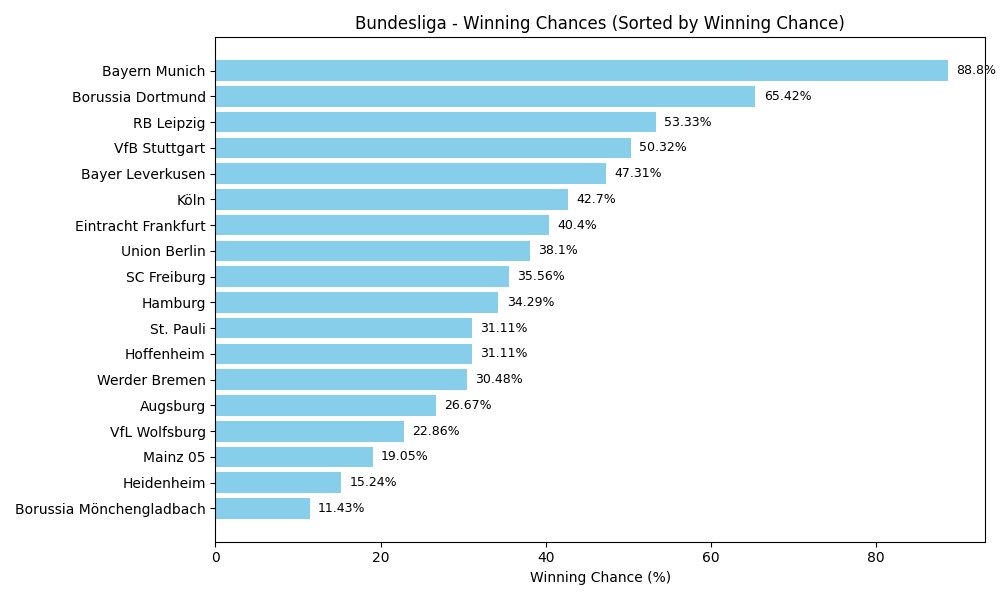 Bundesliga - Winning Chances (Sorted by Winning Chance)
Bayern Munich 88.8%
Borussia Dortmund 65.42%
RB Leipzig 53.33%
VfB Stuttgart 50.32%
Bayer Leverkusen 47.31%
Köln 42.7%
Eintracht Frankfurt 40.4%
Union Berlin 38.1%
SC Freiburg 35.56%
Hamburg 34.29%
St. Pauli 31.11%
Hoffenheim 31.11%
Werder Bremen 30.48%
Augsburg 26.67%
VfL Wolfsburg 22.86%
Mainz 05 19.05%
Heidenheim 15.24%
Borussia Mönchengladbach 11.43%
0 20 40 60 80
Winning Chance (%)